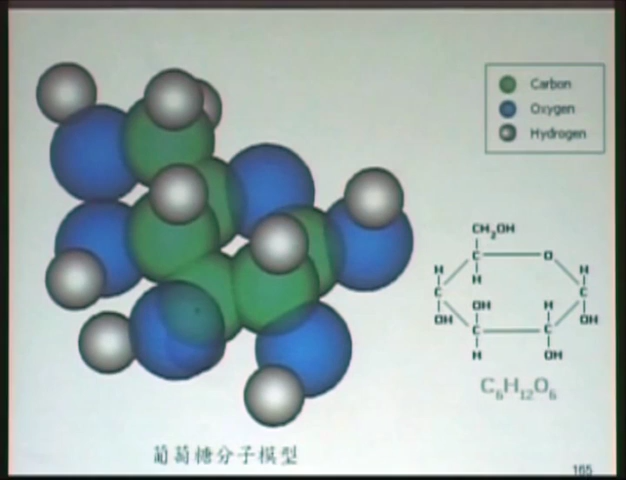 Carbon
Oxygen
Hydrogen
CH₂OH
C
O
H
H
H
C
C
OH
OH
H
OH
C
C
H
OH
C₆H₁₂O₆
葡萄糖分子模型
165